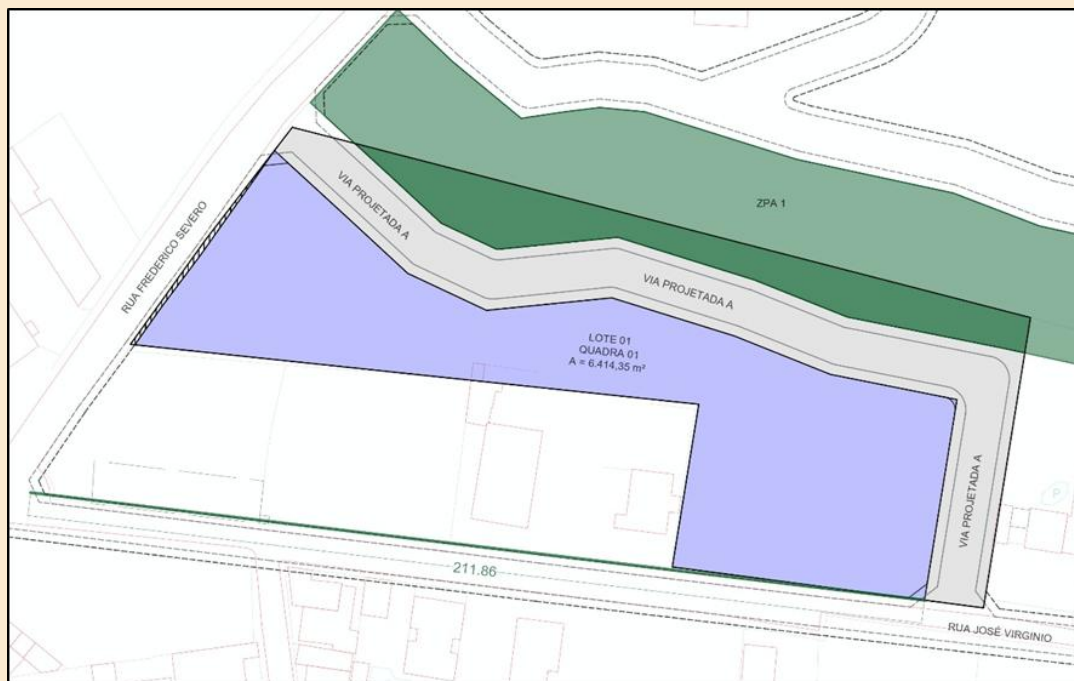 VIA PROJETADA A
RUA FREDERICO SEVERO
ZPA 1
VIA PROJETADA A
LOTE 01
QUADRA 01
A = 6.414,35 m²
VIA PROJETADA A
P
211.86
RUA JOSÉ VIRGINIO